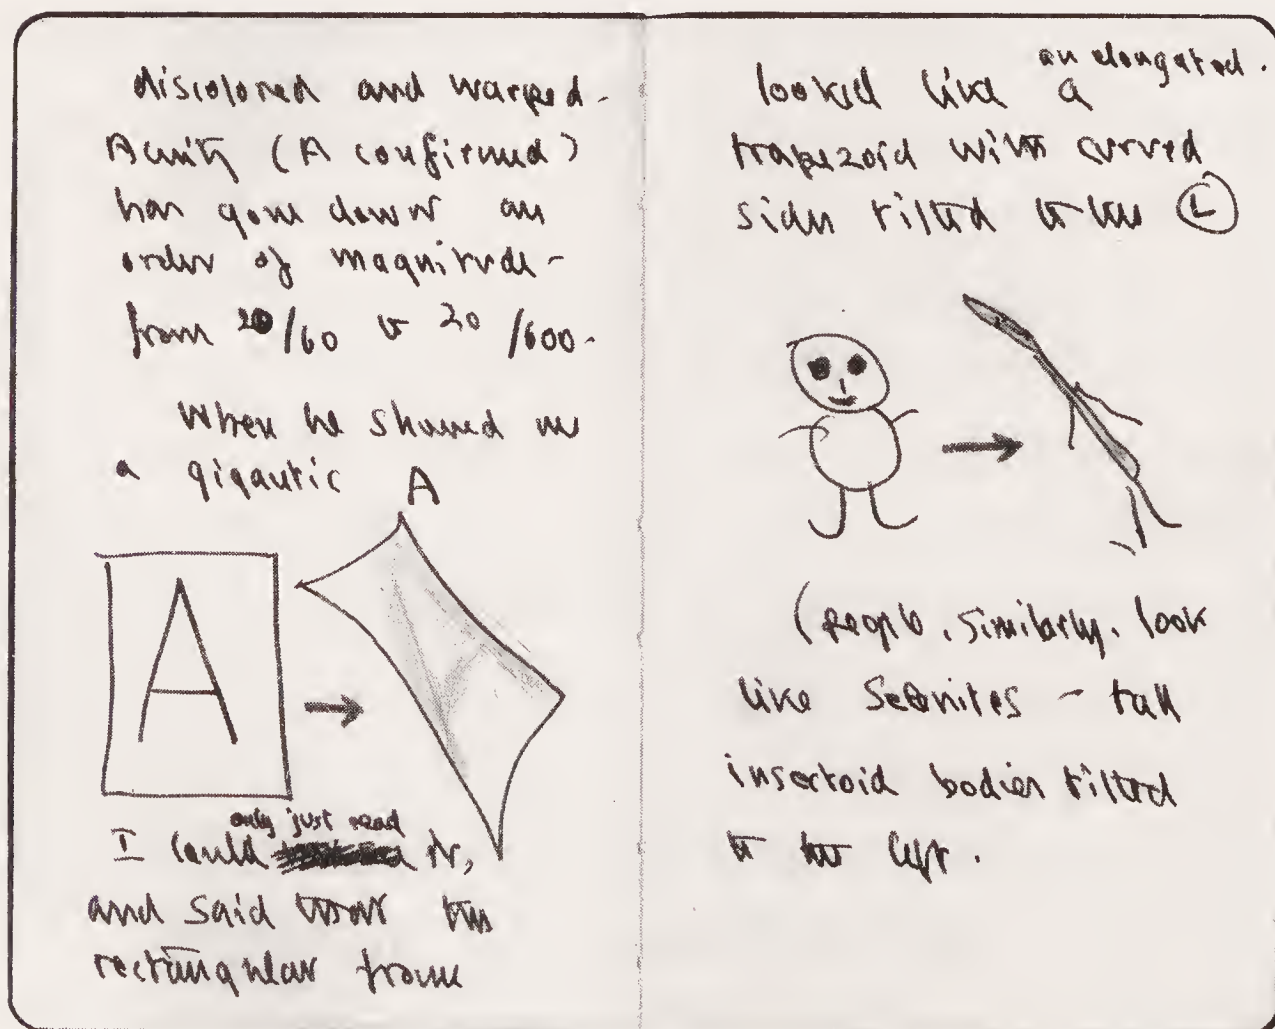 discolored and warped.
Acuity (A confirmed)
has gone down an
order of magnitude -
from 20/60 to 20/600.
When he showed me
a gigantic A
A
only just read
I could it,
and said that the
rectangular frame
an elongated.
looked like a
trapezoid with curved
sides tilted to the L
(people, similarly, look
like Selenites - tall
insectoid bodies tilted
to the left.